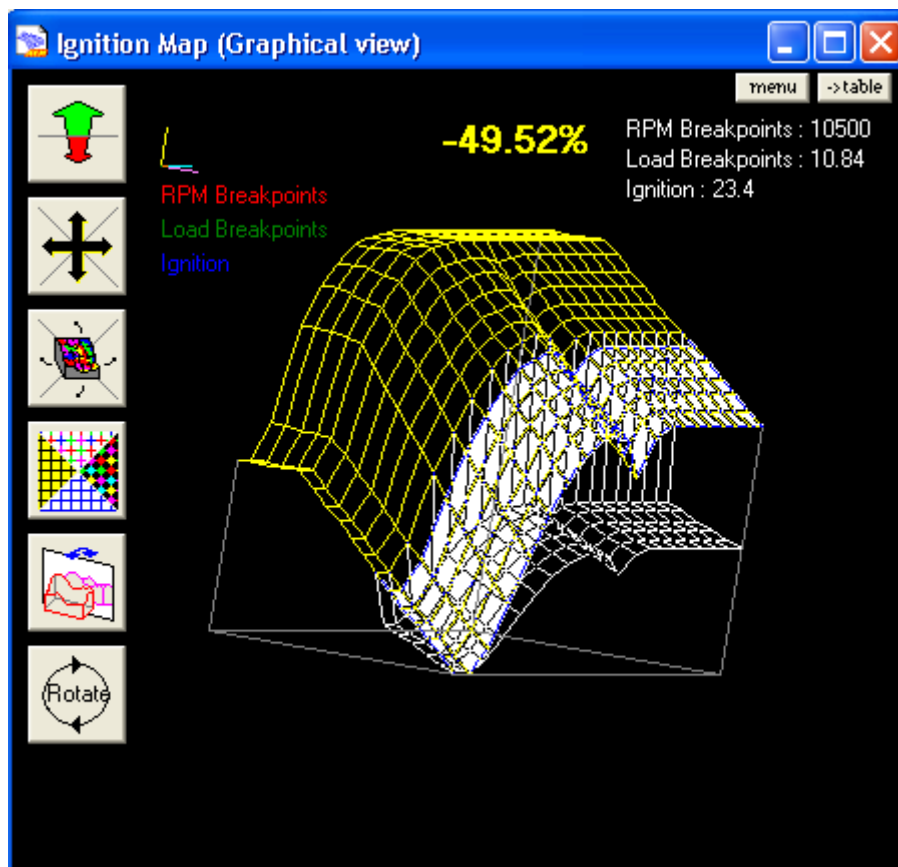 Ignition Map (Graphical view)
menu
->table
-49.52%
RPM Breakpoints : 10500
Load Breakpoints : 10.84
Ignition : 23.4
RPM Breakpoints
Load Breakpoints
Ignition
Rotate